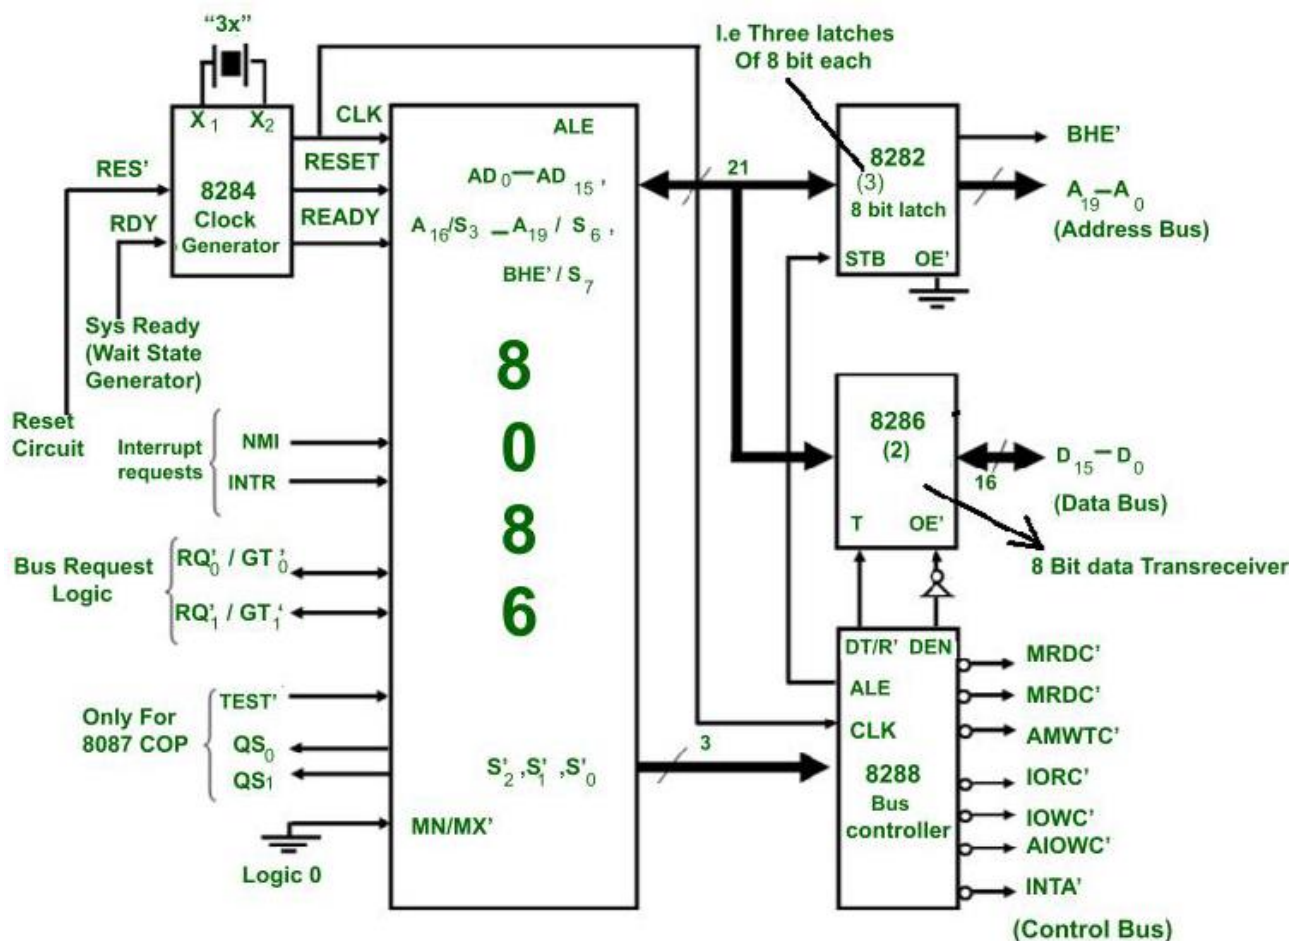 “3x”
X1 X2
8284
Clock
Generator
RES’
RDY
CLK
RESET
READY
Sys Ready
(Wait State
Generator)
Reset
Circuit
Interrupt
requests
NMI
INTR
Bus Request
Logic
RQ’0 / GT’0
RQ’1 / GT’1
Only For
8087 COP
TEST’
QS0
QS1
Logic 0
ALE
AD0—AD15,
A16/S3 – A19 / S6,
BHE’ / S7
8
0
8
6
S’2 ,S’1 ,S’0
MN/MX’
21
3
I.e Three latches
Of 8 bit each
8282
(3)
8 bit latch
STB OE’
BHE’
A19–A0
(Address Bus)
8286
(2)
T OE’
16
D15–D0
(Data Bus)
8 Bit data Transreceiver
DT/R’ DEN
ALE
CLK
8288
Bus
controller
MRDC’
MRDC’
AMWTC’
IORC’
IOWC’
AIOWC’
INTA’
(Control Bus)